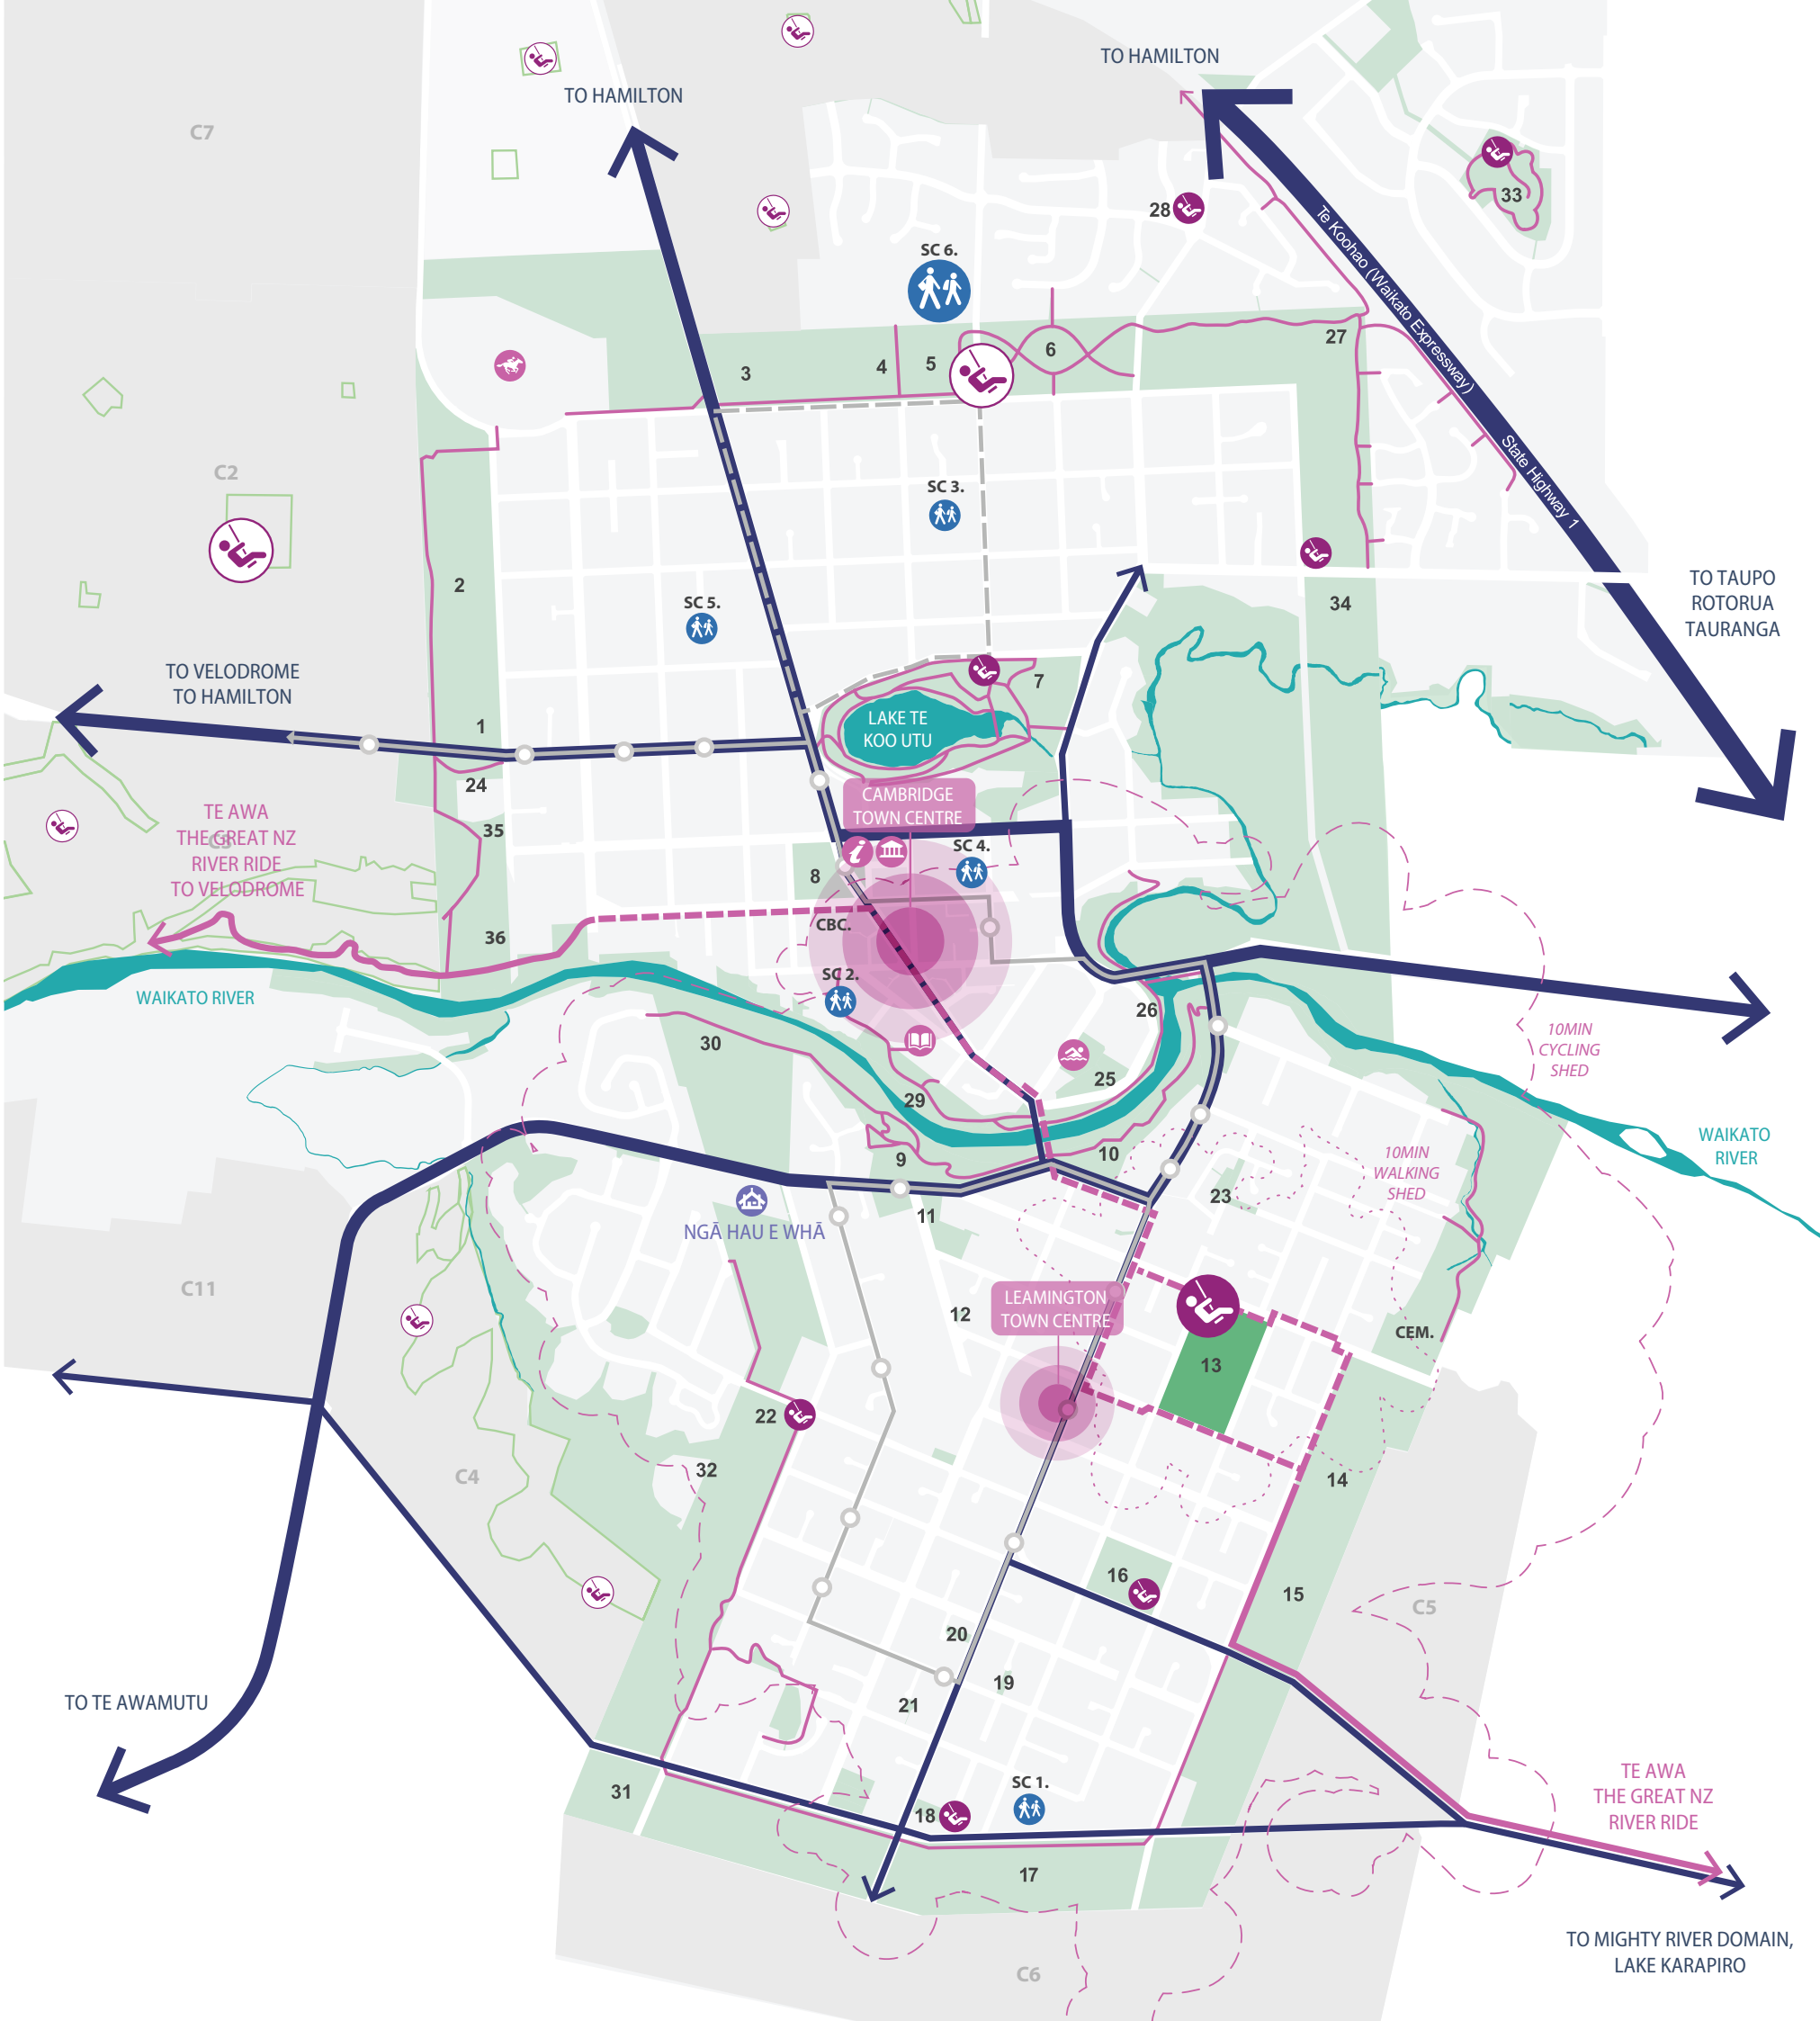 TO HAMILTON
TO HAMILTON
C7
33
28
Te Koohao (Waikato Expressway)
State Highway 1
SC 6.
27
6
5
4
3
C2
SC 3.
2
SC 5.
34
TO TAUPO
ROTORUA
TAURANGA
TO VELODROME
TO HAMILTON
7
LAKE TE
KOO UTU
1
24
CAMBRIDGE
TOWN CENTRE
35
TE AWA
THE GREAT NZ
RIVER RIDE
TO VELODROME
SC 4.
8
CBC.
36
SC 2.
WAIKATO RIVER
26
30
25
29
10MIN
CYCLING
SHED
WAIKATO
RIVER
9
10
10MIN
WALKING
SHED
23
11
NGĀ HAU E WHĀ
C11
LEAMINGTON
TOWN CENTRE
12
CEM.
13
22
C4
32
14
16
15
C5
20
19
21
TO TE AWAMUTU
31
SC 1.
18
TE AWA
THE GREAT NZ
RIVER RIDE
17
TO MIGHTY RIVER DOMAIN,
LAKE KARAPIRO
C6